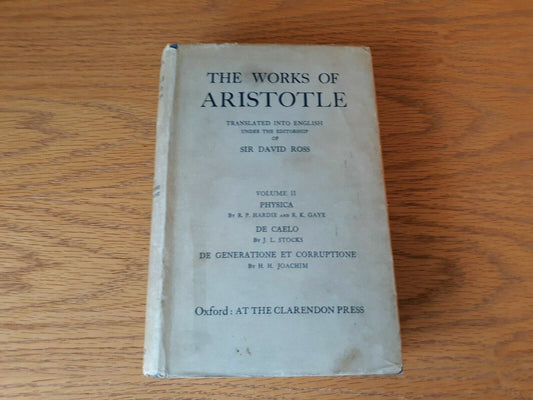 THE WORKS OF
ARISTOTLE
TRANSLATED INTO ENGLISH
UNDER THE EDITORSHIP
OF
SIR DAVID ROSS
VOLUME II
PHYSICA
BY R. P. HARDIE AND R. K. GAYE
DE CAELO
BY J. L. STOCKS
DE GENERATIONE ET CORRUPTIONE
BY H. H. JOACHIM
Oxford: AT THE CLARENDON PRESS